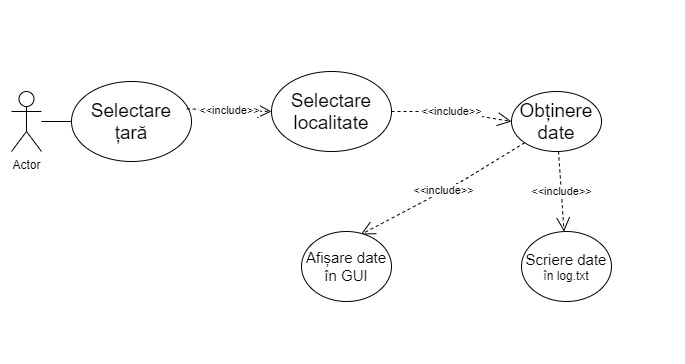 Selectare
țară
<<include>>
Selectare
localitate
<<include>>
Obținere
date
Actor
<<include>>
<<include>>
Afișare date
în GUI
Scriere date
în log.txt